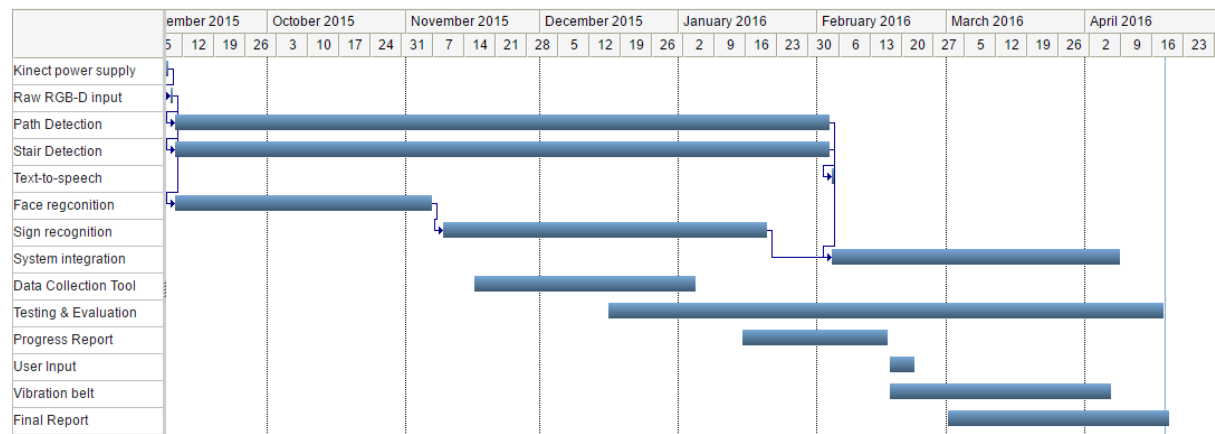 ember 2015 October 2015 November 2015 December 2015 January 2016 February 2016 March 2016 April 2016
5 12 19 26 3 10 17 24 31 7 14 21 28 5 12 19 26 2 9 16 23 30 6 13 20 27 5 12 19 26 2 9 16 23
Kinect power supply
Raw RGB-D input
Path Detection
Stair Detection
Text-to-speech
Face regconition
Sign recognition
System integration
Data Collection Tool
Testing & Evaluation
Progress Report
User Input
Vibration belt
Final Report